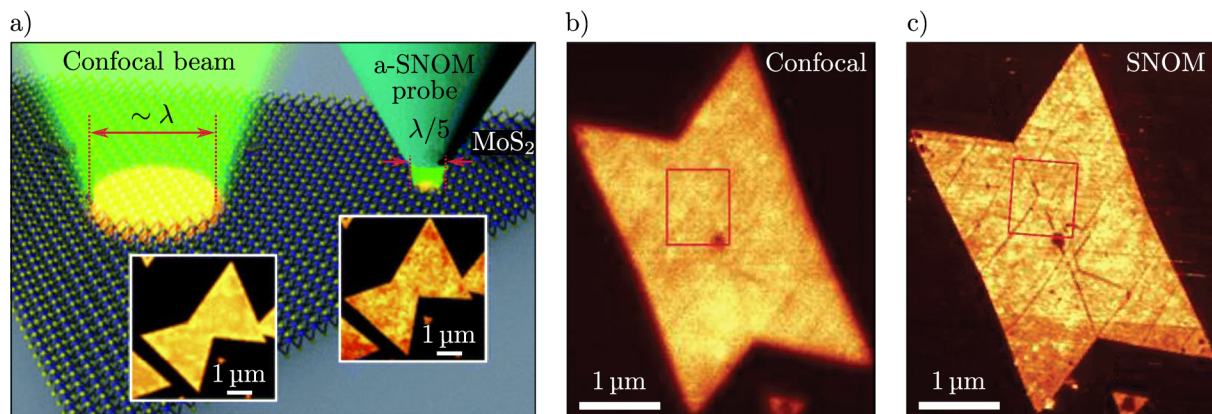 a)
Confocal beam
∼ λ
a-SNOM
probe
λ/5
MoS₂
1 µm
1 µm
b)
Confocal
1 µm
c)
SNOM
1 µm